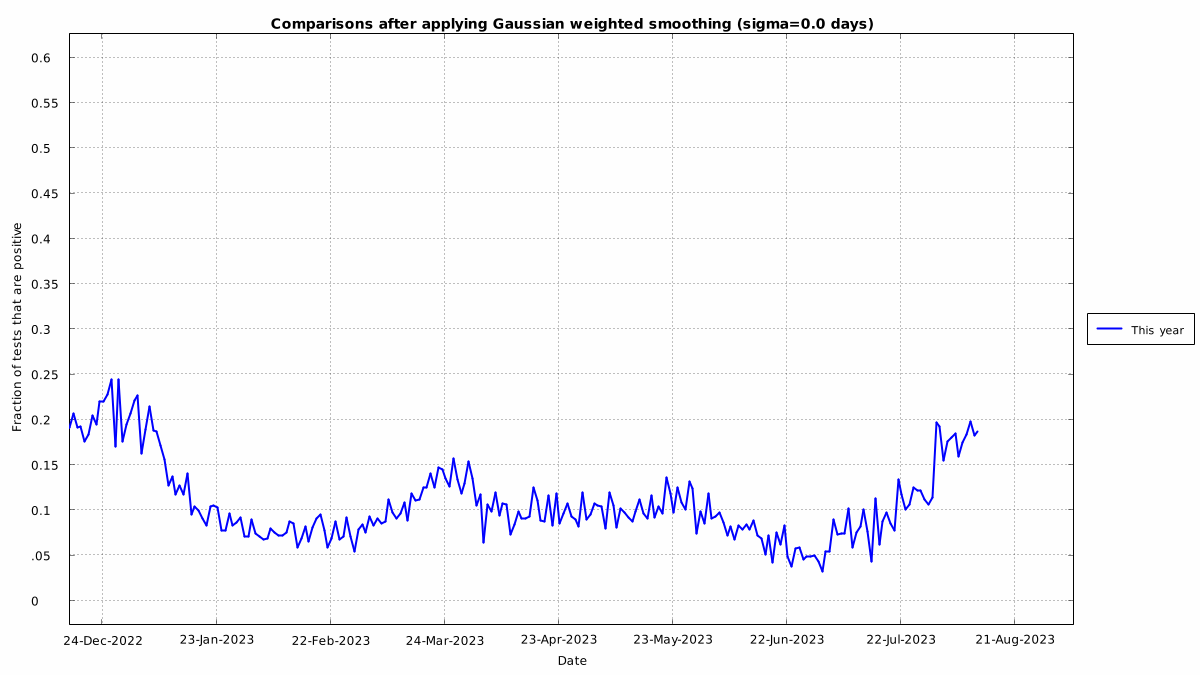 Comparisons after applying Gaussian weighted smoothing (sigma=0.0 days)
0.6
0.55
0.5
0.45
0.4
0.35
0.3
0.25
0.2
0.15
0.1
.05
0
Fraction of tests that are positive
24-Dec-2022 23-Jan-2023 22-Feb-2023 24-Mar-2023 23-Apr-2023 23-May-2023 22-Jun-2023 22-Jul-2023 21-Aug-2023
Date
This year